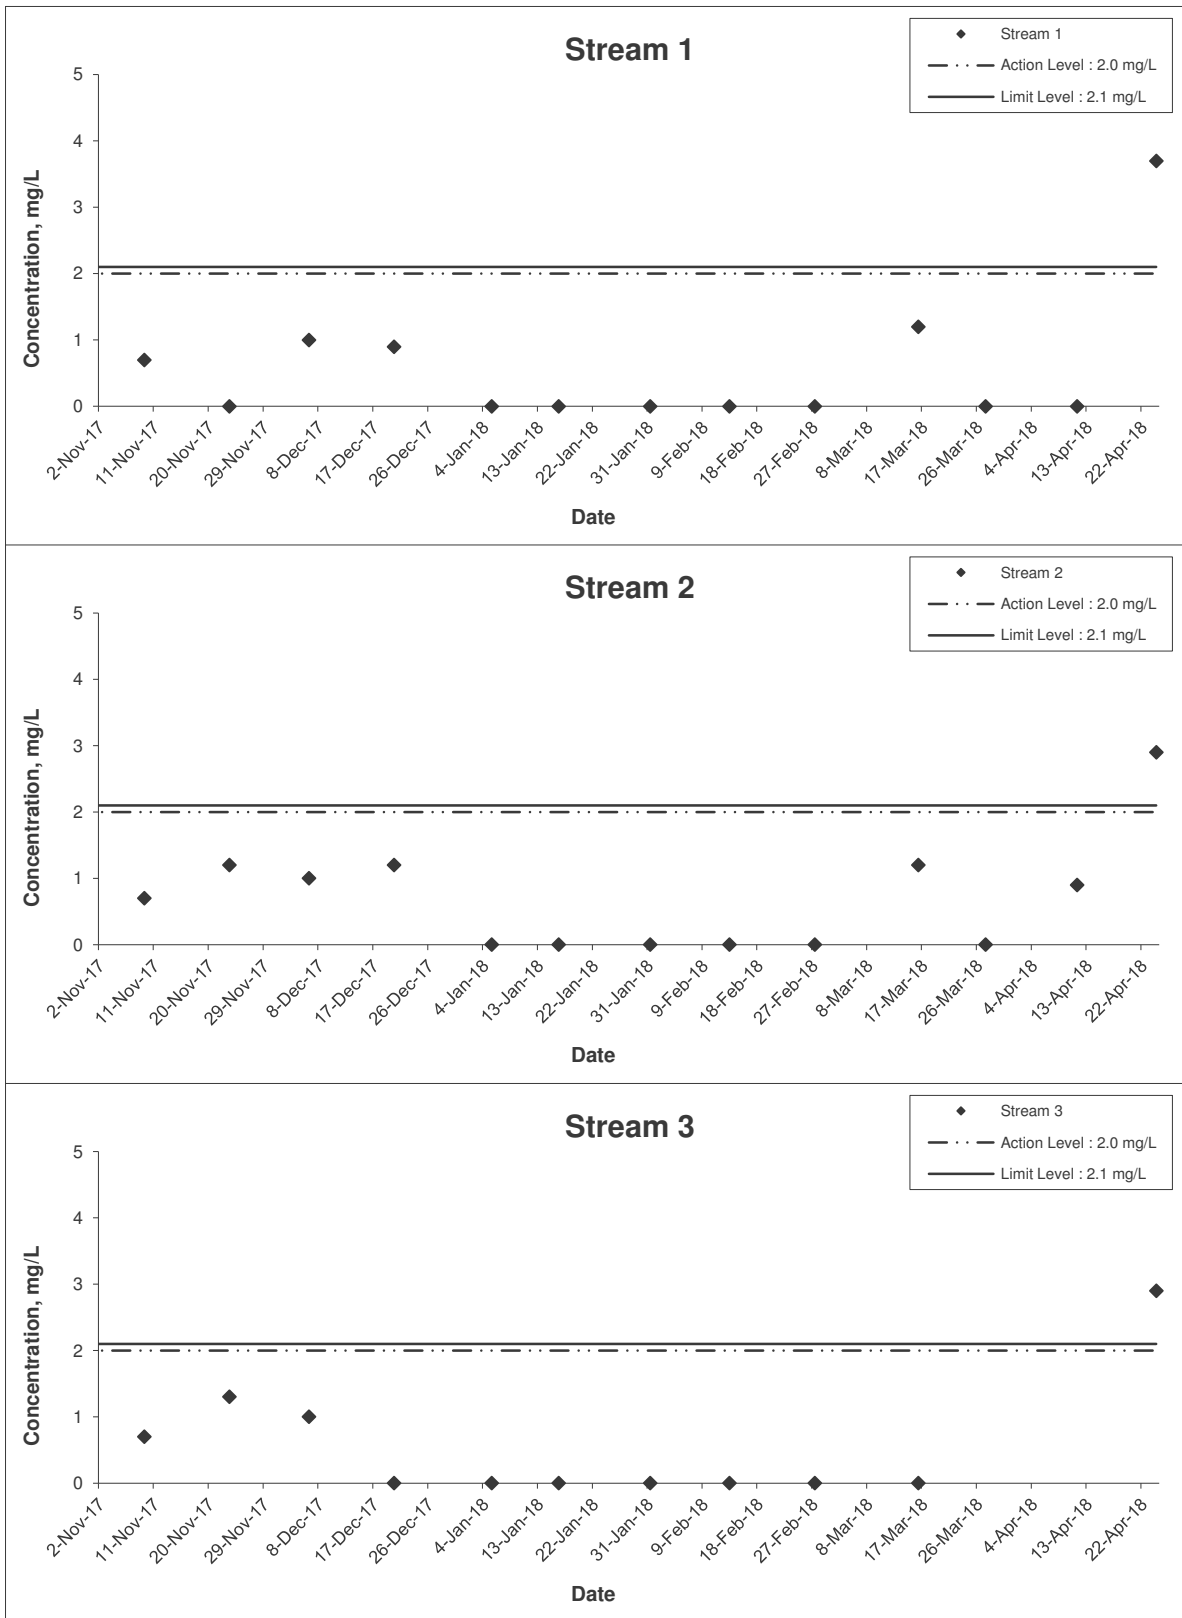 Stream 1
Stream 1
Action Level : 2.0 mg/L
Limit Level : 2.1 mg/L
Concentration, mg/L
5
4
3
2
1
0
2-Nov-17
11-Nov-17
20-Nov-17
29-Nov-17
8-Dec-17
17-Dec-17
26-Dec-17
4-Jan-18
13-Jan-18
22-Jan-18
31-Jan-18
9-Feb-18
18-Feb-18
27-Feb-18
8-Mar-18
17-Mar-18
26-Mar-18
4-Apr-18
13-Apr-18
22-Apr-18
Date
Stream 2
Stream 2
Action Level : 2.0 mg/L
Limit Level : 2.1 mg/L
Concentration, mg/L
5
4
3
2
1
0
2-Nov-17
11-Nov-17
20-Nov-17
29-Nov-17
8-Dec-17
17-Dec-17
26-Dec-17
4-Jan-18
13-Jan-18
22-Jan-18
31-Jan-18
9-Feb-18
18-Feb-18
27-Feb-18
8-Mar-18
17-Mar-18
26-Mar-18
4-Apr-18
13-Apr-18
22-Apr-18
Date
Stream 3
Stream 3
Action Level : 2.0 mg/L
Limit Level : 2.1 mg/L
Concentration, mg/L
5
4
3
2
1
0
2-Nov-17
11-Nov-17
20-Nov-17
29-Nov-17
8-Dec-17
17-Dec-17
26-Dec-17
4-Jan-18
13-Jan-18
22-Jan-18
31-Jan-18
9-Feb-18
18-Feb-18
27-Feb-18
8-Mar-18
17-Mar-18
26-Mar-18
4-Apr-18
13-Apr-18
22-Apr-18
Date